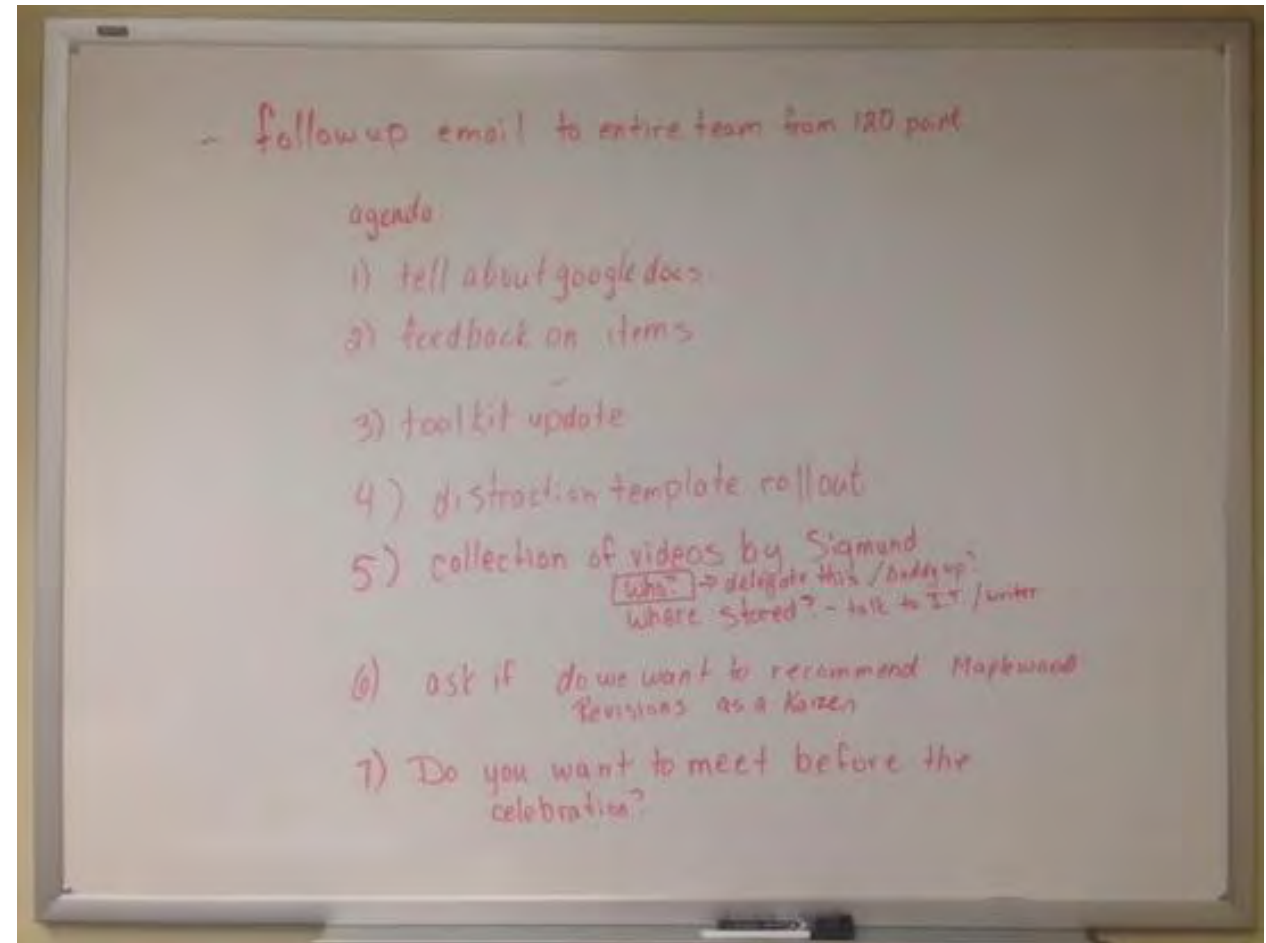 - follow up email to entire team from 120 point
agenda
1) tell about google docs
2) feedback on items
3) toolkit update
4) distraction template rollout
5) collection of videos by Sigmund
who? → delegate this / buddy up?
where stored? - talk to IT / writer
6) ask if do we want to recommend Maplewood
Revisions as a Kaizen
7) Do you want to meet before the
celebration?